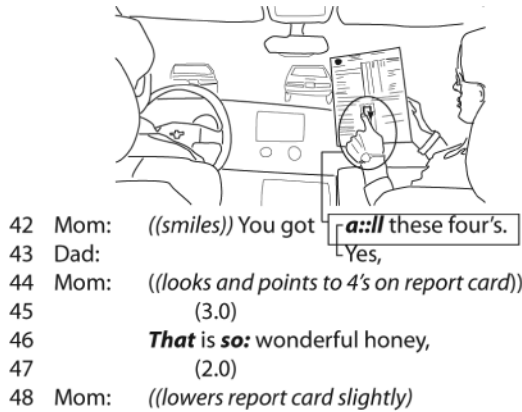 42 Mom: ((smiles)) You got a::ll these four's.
43 Dad: Yes,
44 Mom: ((looks and points to 4's on report card))
45 (3.0)
46 That is so: wonderful honey,
47 (2.0)
48 Mom: ((lowers report card slightly)